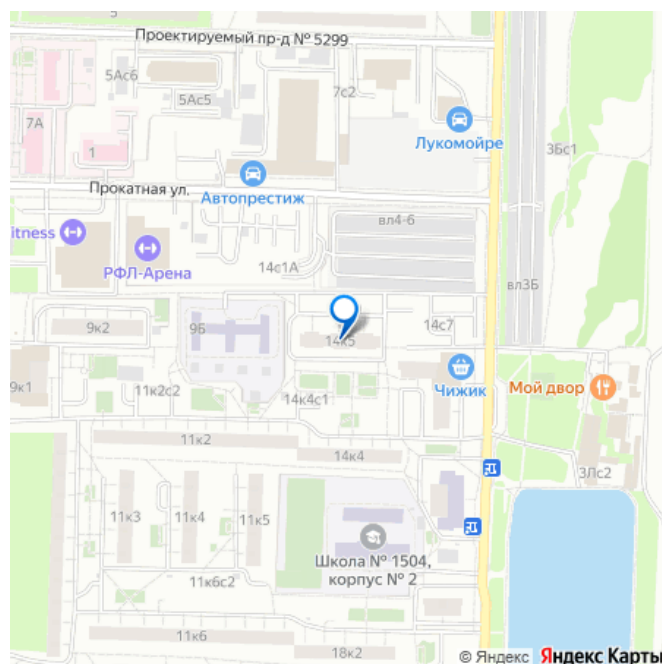 Проектируемый пр-д № 5299
5Ас6
7с2
5Ас5
7А
Лукомойре
3Бс1
1
Прокатная ул.
Автопрестиж
itness
вл4-6
РФЛ-Арена
14с1А
вл3Б
9к2
9Б
14с7
14к5
9к1
11к2с2
Чижик
Мой двор
14к4с1
11к2
14к4
3Лс2
11к3
11к4
11к5
Школа № 1504,
корпус № 2
11к6с2
11к6
18к2
© Яндекс Яндекс Карты